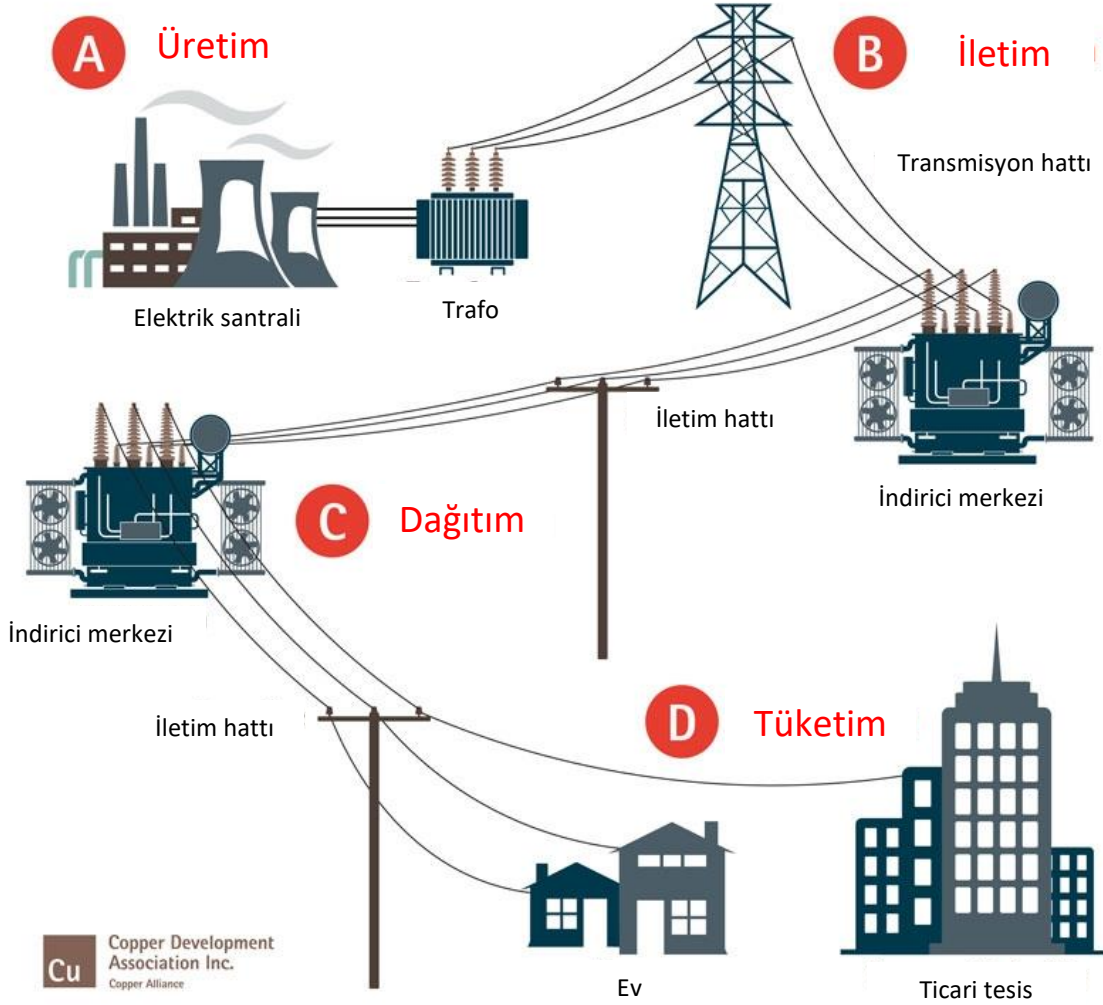 A Üretim
B İletim
Transmisyon hattı
Elektrik santrali
Trafo
İletim hattı
İndirici merkezi
C Dağıtım
İndirici merkezi
İletim hattı
D Tüketim
Cu
Copper Development
Association Inc.
Copper Alliance
Ev
Ticari tesis